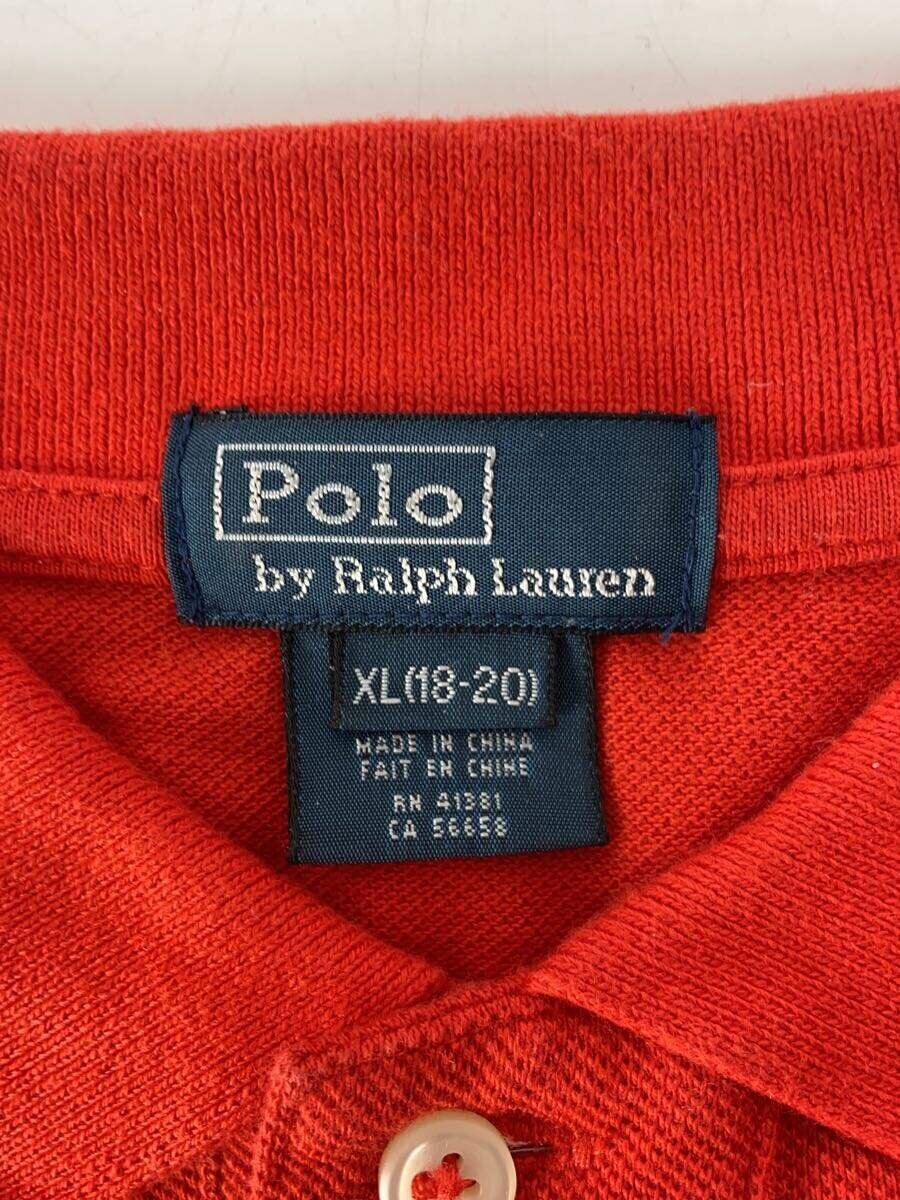 Polo
by Ralph Lauren
XL(18-20)
MADE IN CHINA
FAIT EN CHINE
RN 41381
CA 56658